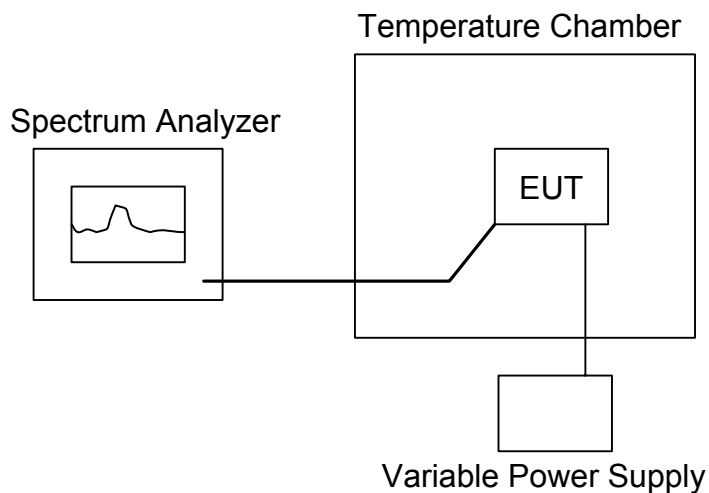 Temperature Chamber
Spectrum Analyzer
EUT
Variable Power Supply